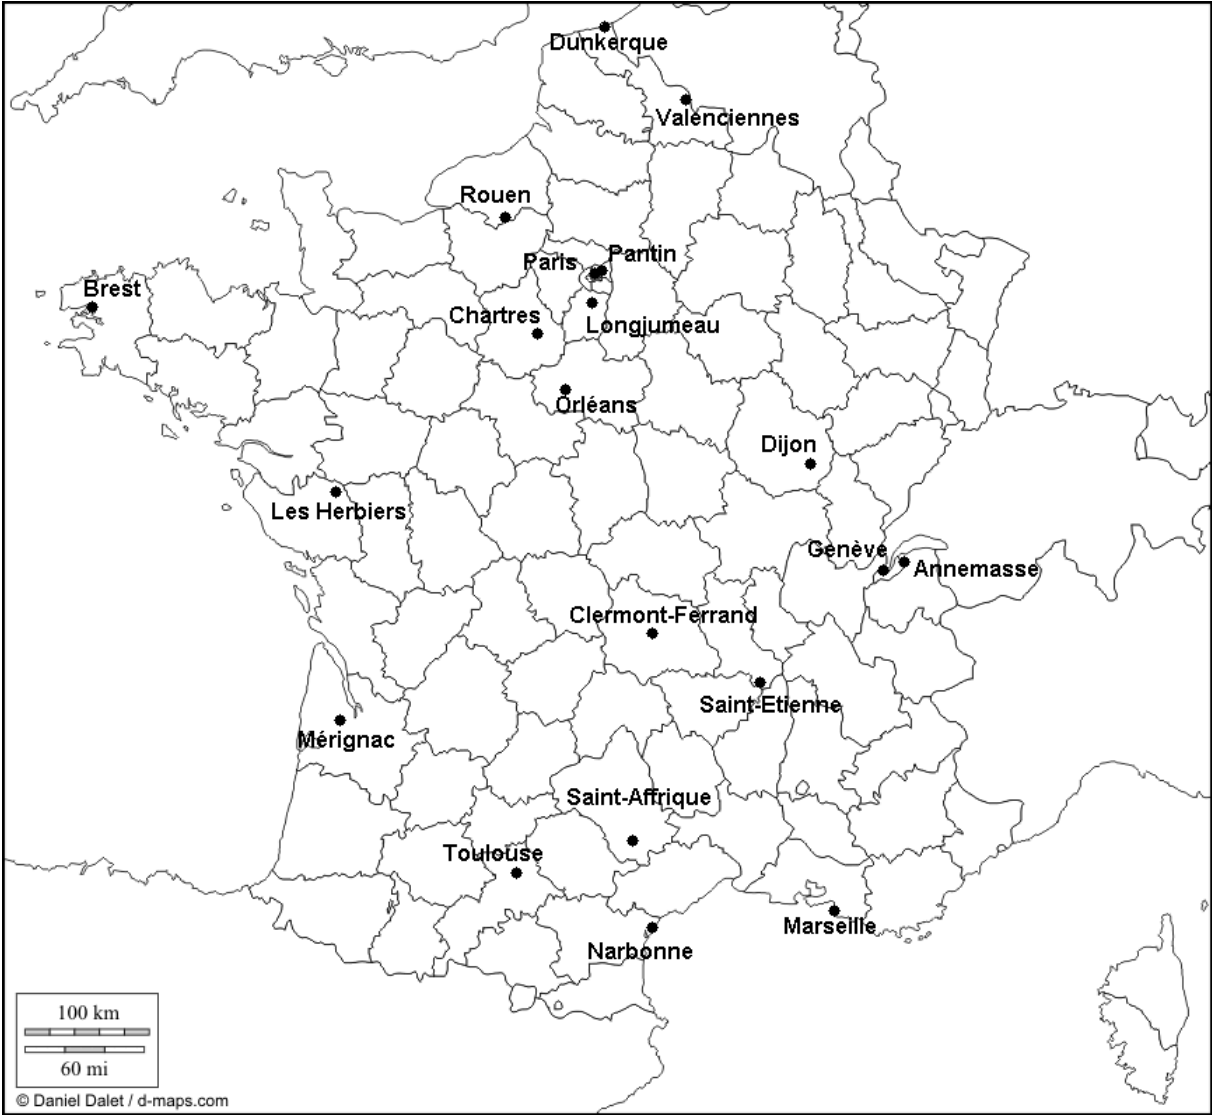 Dunkerque
Valenciennes
Rouen
Paris
Pantin
Brest
Chartres
Longjumeau
Orléans
Dijon
Les Herbiers
Genève
Annemasse
Clermont-Ferrand
Saint-Etienne
Mérignac
Saint-Affrique
Toulouse
Marseille
Narbonne
100 km
60 mi
© Daniel Dalet / d-maps.com